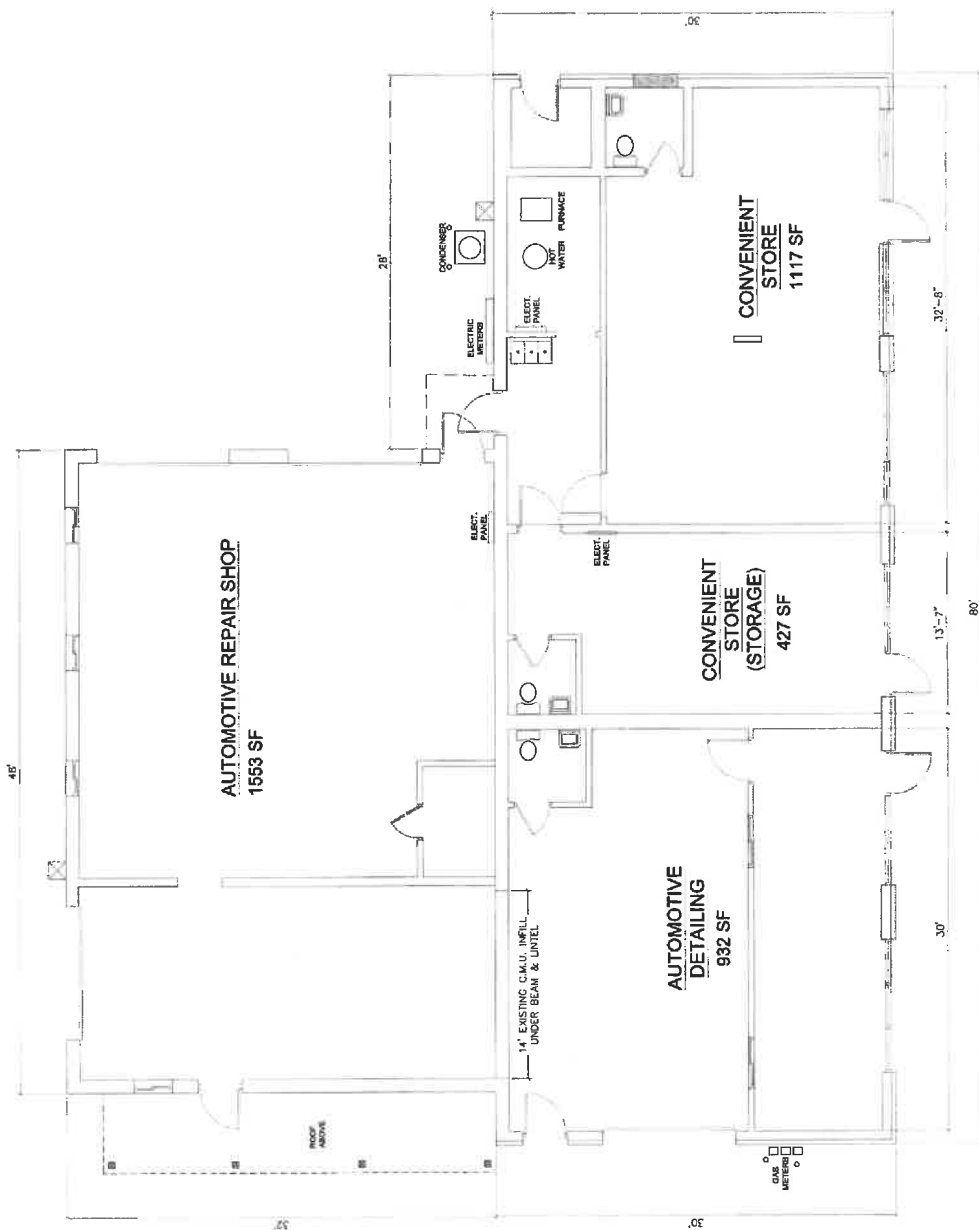 30'
48'
28'
CONDENSER
ELECTRIC
METERS
ELECT.
PANEL
HOT
WATER
FURNACE
AUTOMOTIVE REPAIR SHOP
1553 SF
ELECT.
PANEL
ELECT.
PANEL
CONVENIENT
STORE
1117 SF
CONVENIENT
STORE
(STORAGE)
427 SF
14' EXISTING C.M.U. INFILL
UNDER BEAM & LINTEL
AUTOMOTIVE
DETAILING
932 SF
ROOF
ABOVE
GAS
METERS
32'-8"
13'-7"
30'
80'
32'
30'